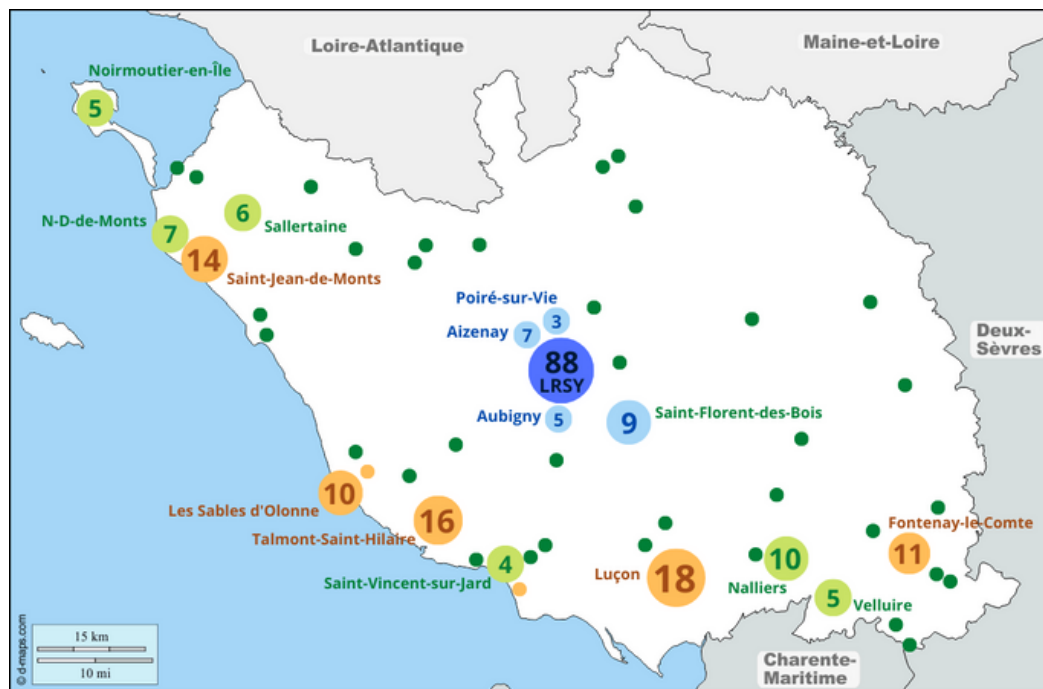 Loire-Atlantique
Maine-et-Loire
Noirmoutier-en-Île
5
6
Sallertaine
N-D-de-Monts
7
14
Saint-Jean-de-Monts
Poiré-sur-Vie
3
Aizenay
7
Deux-
Sèvres
88
LRSY
Aubigny
5
9
Saint-Florent-des-Bois
10
Les Sables d'Olonne
16
Talmont-Saint-Hilaire
Fontenay-le-Comte
11
4
Saint-Vincent-sur-Jard
Luçon
18
10
Nalliers
5
Velluire
15 km
10 mi
© d-maps.com
Charente-
Maritime